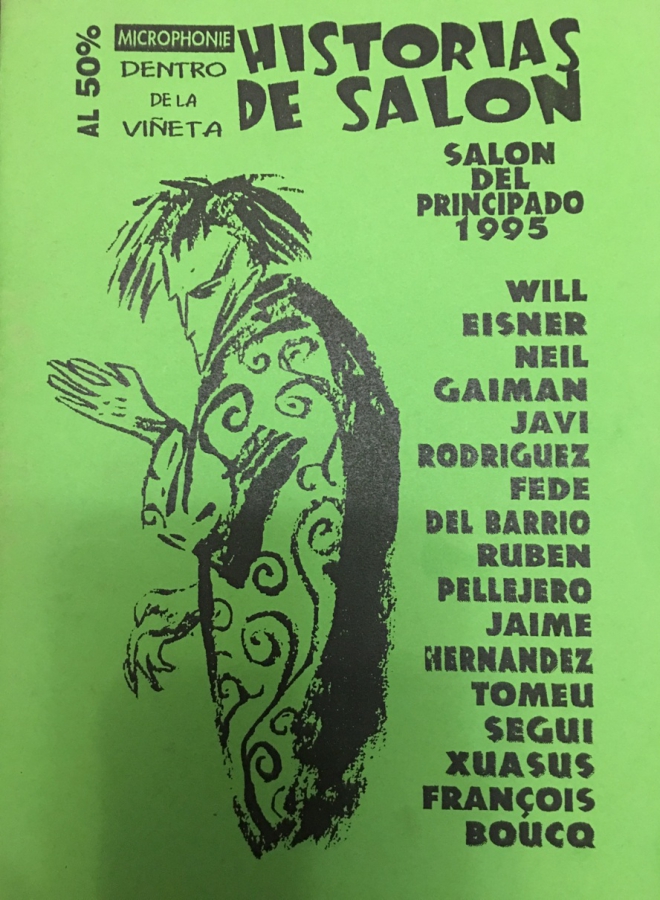 AL 50%
MICROPHONIE
DENTRO
DE LA
VIÑETA
HISTORIAS
DE SALON
SALON
DEL
PRINCIPADO
1995
WILL
EISNER
NEIL
GAIMAN
JAVI
RODRIGUEZ
FEDE
DEL BARRIO
RUBEN
PELLEJERO
JAIME
HERNANDEZ
TOMEU
SEGUI
XUASUS
FRANÇOIS
BOUCQ